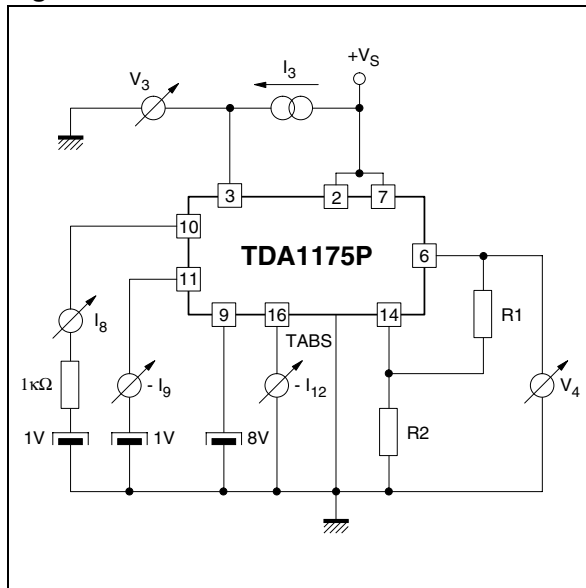 +VS
I3
V3
3
2
7
10
TDA1175P
6
11
9
16
14
TABS
R1
I8
- I9
- I12
V4
1κΩ
R2
1V
1V
8V